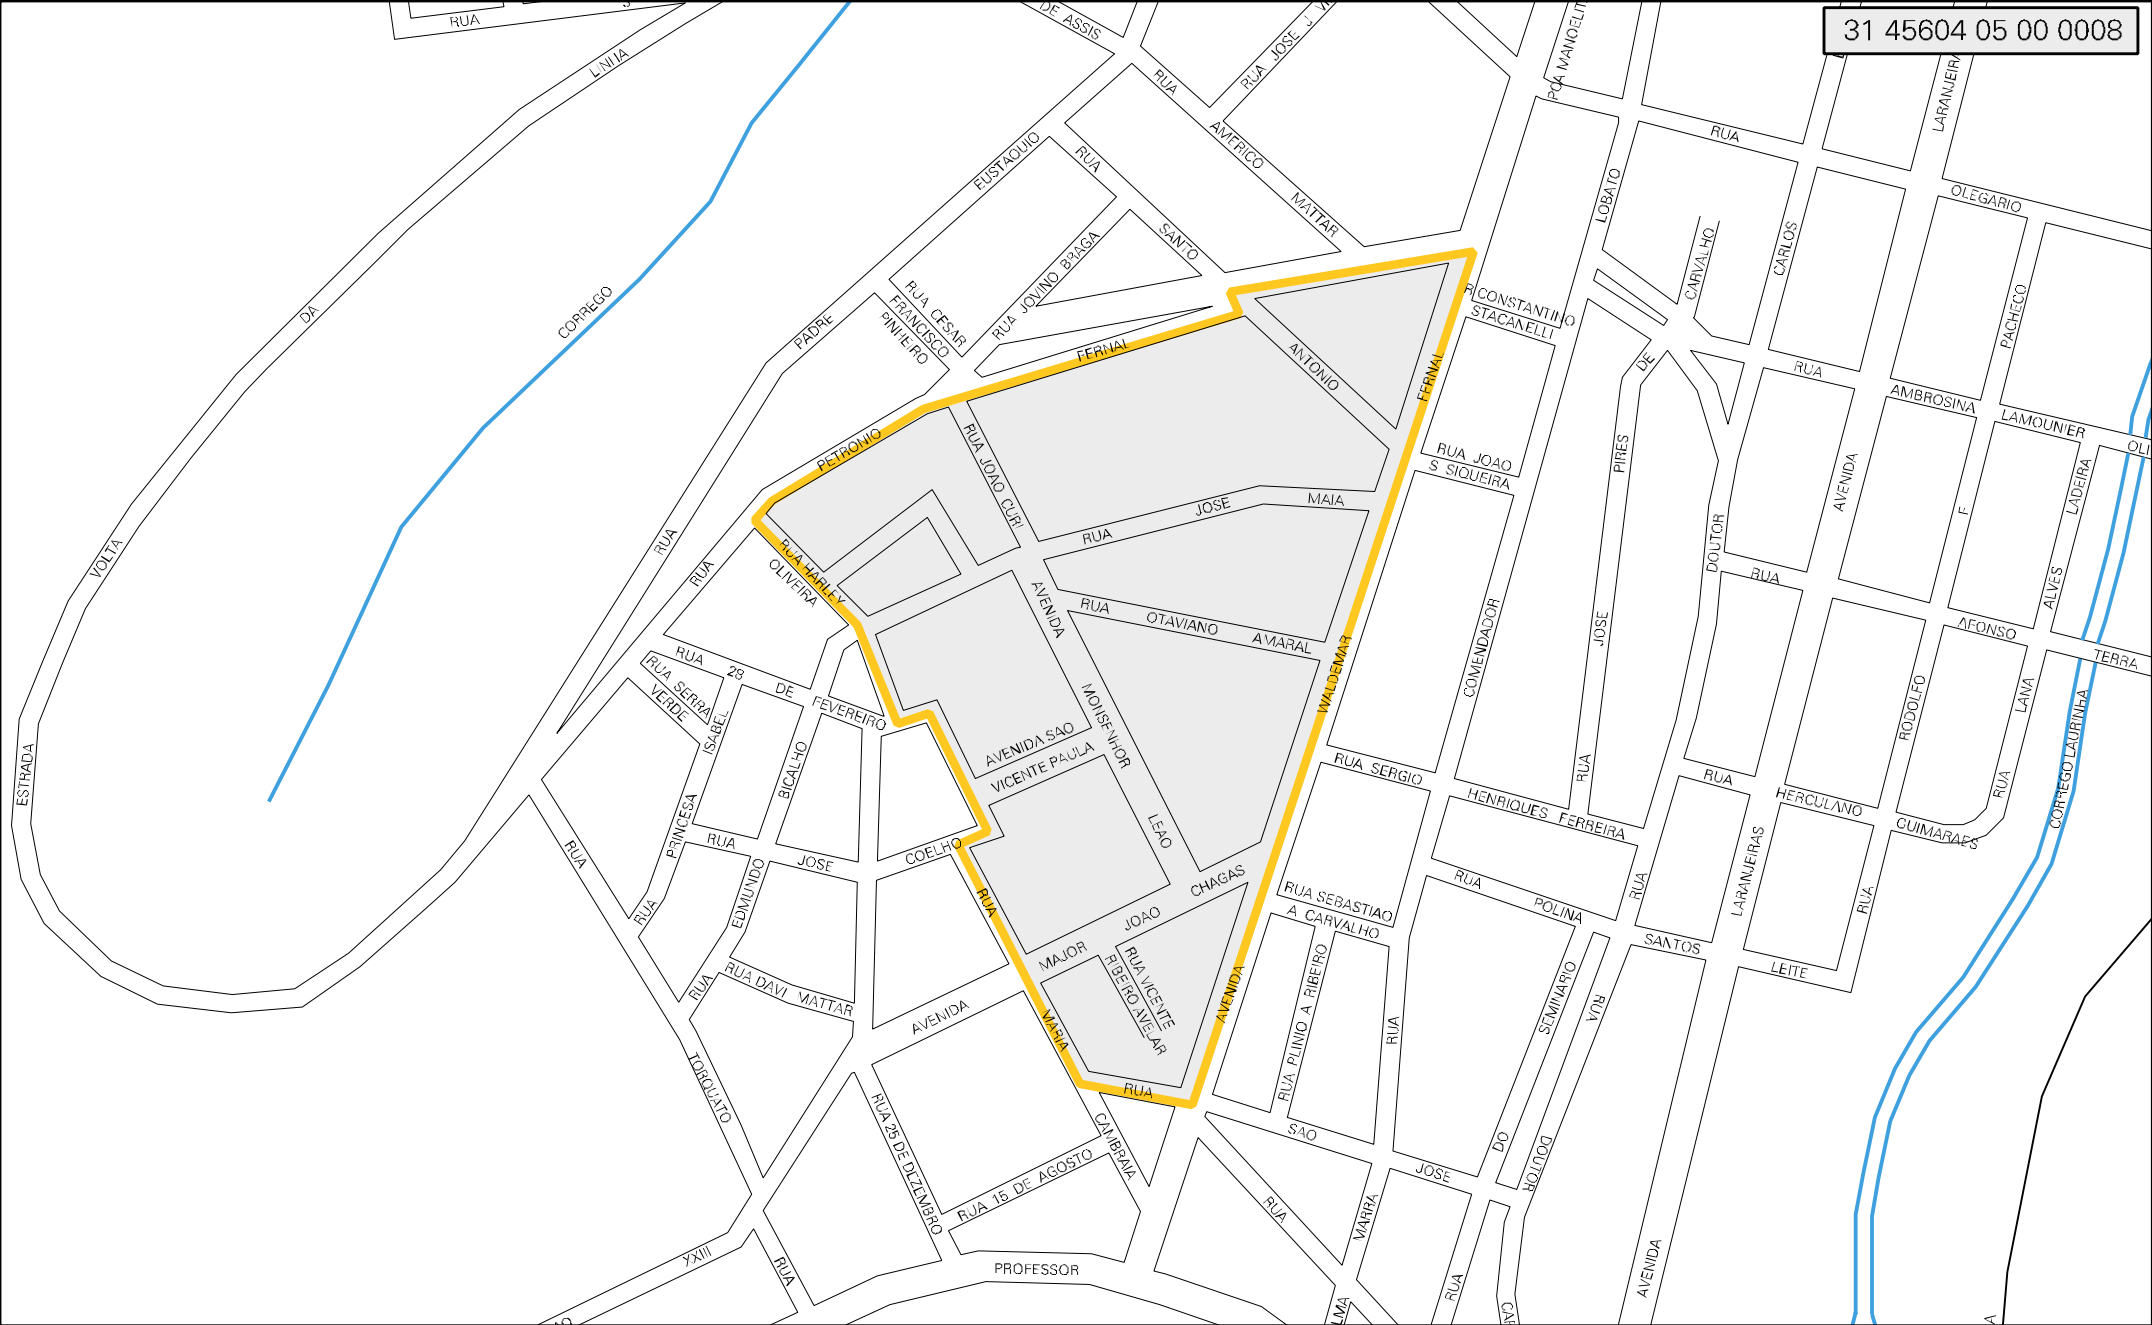 31 45604 05 00 0008
RUA
DE ASSIS
RUA
RUA JOSE J
PCA MANOELIT
LINHA
LARANJEIRA
RUA
EUSTAQUIO
RUA
AMERICO
MATTAR
LOBATO
OLEGARIO
SANTO
RUA JOVINO BRAGA
CARVALHO
CARLOS
DA
CORREGO
PADRE
RUA CESAR
FRANCISCO
PINHEIRO
R CONSTANTINO
STACANELLI
PACHECO
FERNAL
ANTONIO
FERNAL
DE
RUA
AMBROSINA
LAMOUNIER
OLI
PETRONIO
RUA JOAO CURI
RUA JOAO
S SIQUEIRA
PIRES
AVENIDA
F
LADEIRA
RUA
JOSE
MAIA
VOLTA
RUA
RUA
RUA HARLEY
OLIVEIRA
DOUTOR
RUA
ALVES
AVENIDA
RUA
OTAVIANO
AMARAL
JOSE
COMENDADOR
AFONSO
TERRA
RUA
28
DE
FEVEREIRO
RUA SERRA
VERDE
WALDEMAR
MONSENHOR
RODOLFO
LANA
ISABEL
BICALHO
AVENIDA SAO
VICENTE PAULA
ESTRADA
RUA SERGIO
HENRIQUES
FERREIRA
RUA
RUA
HERCULANO
GUIMARAES
RUA
CORREGO LAURINHA
PRINCESA
RUA
JOSE
COELHO
LEAO
RUA
EDMUNDO
CHAGAS
RUA SEBASTIAO
A CARVALHO
RUA
POLINA
SANTOS
RUA
LARANJEIRAS
RUA
RUA
RUA
JOAO
MAJOR
LEITE
RUA DAVI MATTAR
RUA
AVENIDA
RUA VICENTE
RIBEIRO AVELAR
AVENIDA
RUA PLINIO A RIBEIRO
RUA
SEMINARIO
RUA
MARIA
TORQUATO
RUA
RUA 25 DE DEZEMBRO
CAMBRAIA
SAO
JOSE
DO
DOUTOR
RUA 15 DE AGOSTO
RUA
MARRA
XXIII
RUA
PROFESSOR
RUA
AVENIDA
LMA